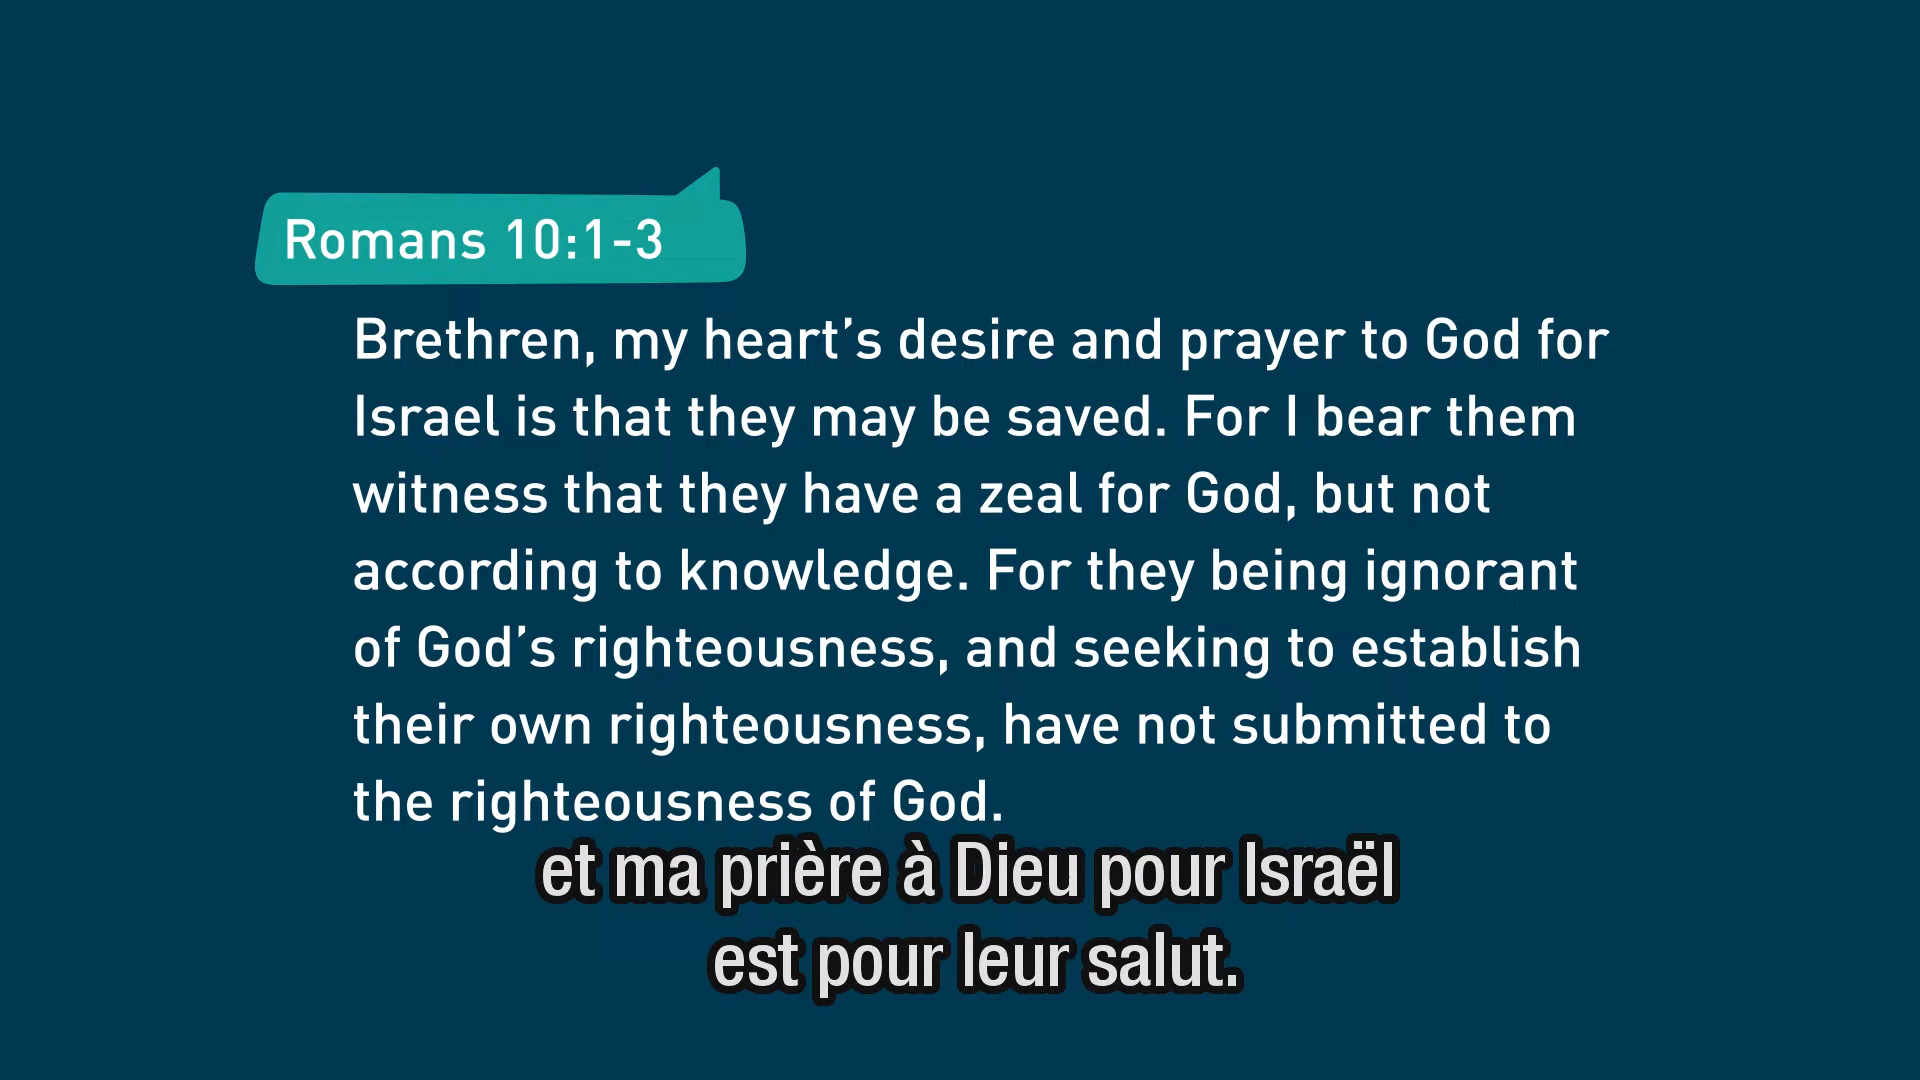 Romans 10:1-3
Brethren, my heart’s desire and prayer to God for
Israel is that they may be saved. For I bear them
witness that they have a zeal for God, but not
according to knowledge. For they being ignorant
of God’s righteousness, and seeking to establish
their own righteousness, have not submitted to
the righteousness of God.
et ma prière à Dieu pour Israël
est pour leur salut.